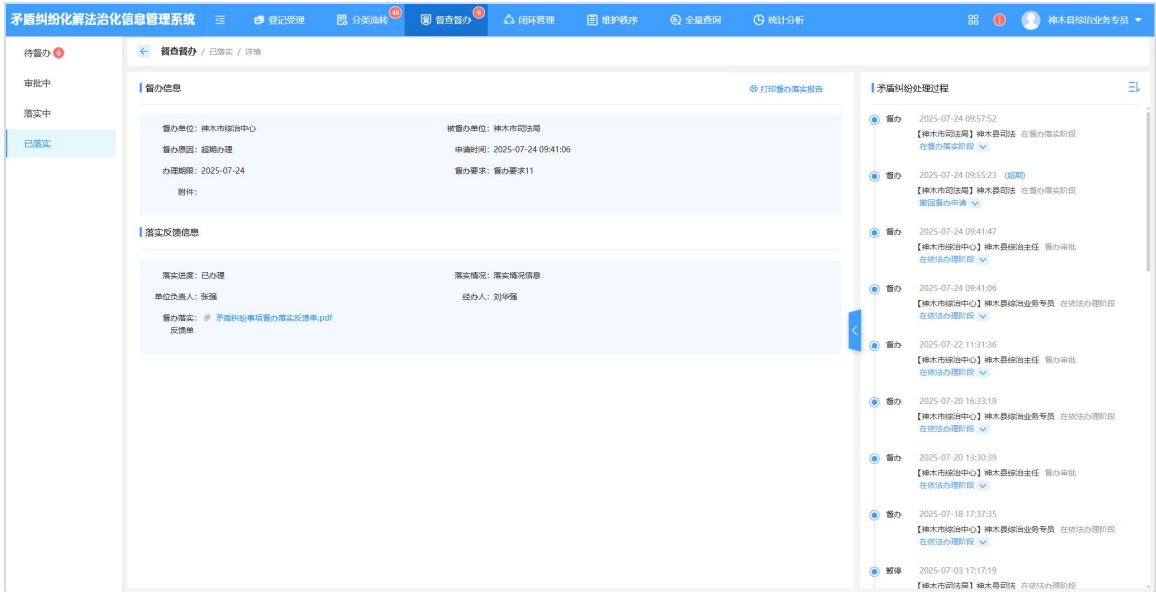 矛盾纠纷化解法治化信息管理系统 登记受理 分类流转 48 督查督办 6 闭环管理 维护秩序 全量查询 统计分析 神木县综治业务专员
待督办 6
审批中
落实中
已落实
督查督办 / 已落实 / 详情
督办信息 打印督办落实报告
督办单位：神木市综治中心 被督办单位：神木市司法局
督办原因：超期办理 申请时间：2025-07-24 09:41:06
办理期限：2025-07-24 督办要求：督办要求11
附件：
落实反馈信息
落实进度：已办理 落实情况：落实情况信息
单位负责人：张强 经办人：刘华强
督办落实反馈单： 矛盾纠纷事项督办落实反馈单.pdf
矛盾纠纷处理过程
督办 2025-07-24 09:57:52
【神木市司法局】神木县司法 在督办落实阶段
在督办落实阶段
督办 2025-07-24 09:55:23 (超期)
【神木市司法局】神木县司法 在督办落实阶段
撤回督办申请
督办 2025-07-24 09:41:47
【神木市综治中心】神木县综治主任 督办审批
在依法办理阶段
督办 2025-07-24 09:41:06
【神木市综治中心】神木县综治业务专员 在依法办理阶段
在依法办理阶段
督办 2025-07-22 11:31:36
【神木市综治中心】神木县综治主任 督办审批
在依法办理阶段
督办 2025-07-20 16:33:19
【神木市综治中心】神木县综治业务专员 在依法办理阶段
在依法办理阶段
督办 2025-07-20 13:30:39
【神木市综治中心】神木县综治主任 督办审批
在依法办理阶段
督办 2025-07-18 17:37:35
【神木市综治中心】神木县综治业务专员 在依法办理阶段
在依法办理阶段
暂停 2025-07-03 17:17:19
【神木市司法局】神木县司法 在依法办理阶段